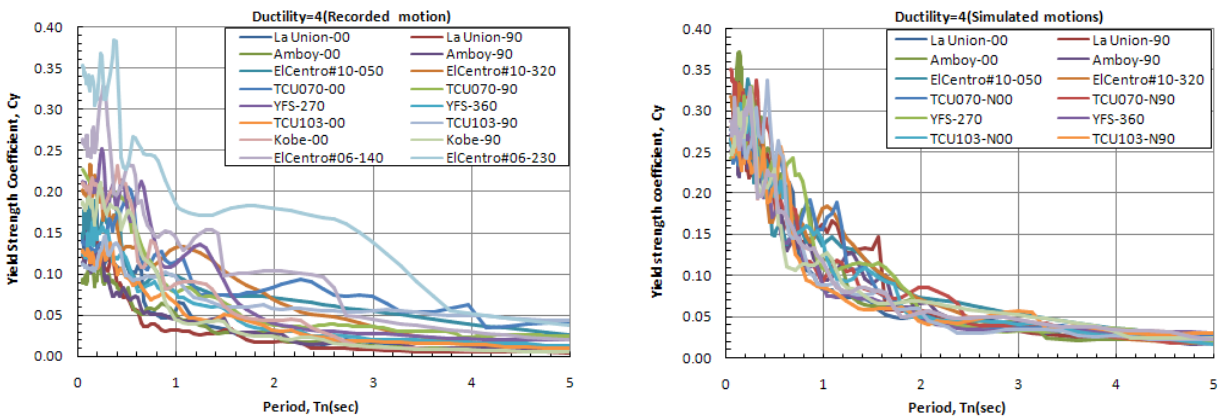 Ductility=4(Recorded motion)
0.40
0.35
0.30
0.25
0.20
0.15
0.10
0.05
0.00
Yield Strength Coefficient, Cy
La Union-00 La Union-90
Amboy-00 Amboy-90
ElCentro#10-050 ElCentro#10-320
TCU070-00 TCU070-90
YFS-270 YFS-360
TCU103-00 TCU103-90
Kobe-00 Kobe-90
ElCentro#06-140 ElCentro#06-230
0 1 2 3 4 5
Period, Tn(sec)
Ductility=4(Simulated motions)
0.40
0.35
0.30
0.25
0.20
0.15
0.10
0.05
0.00
Yield strength coefficient, Cy
La Union-00 La Union-90
Amboy-00 Amboy-90
ElCentro#10-050 ElCentro#10-320
TCU070-N00 TCU070-N90
YFS-270 YFS-360
TCU103-N00 TCU103-N90
0 1 2 3 4 5
Period, Tn(sec)